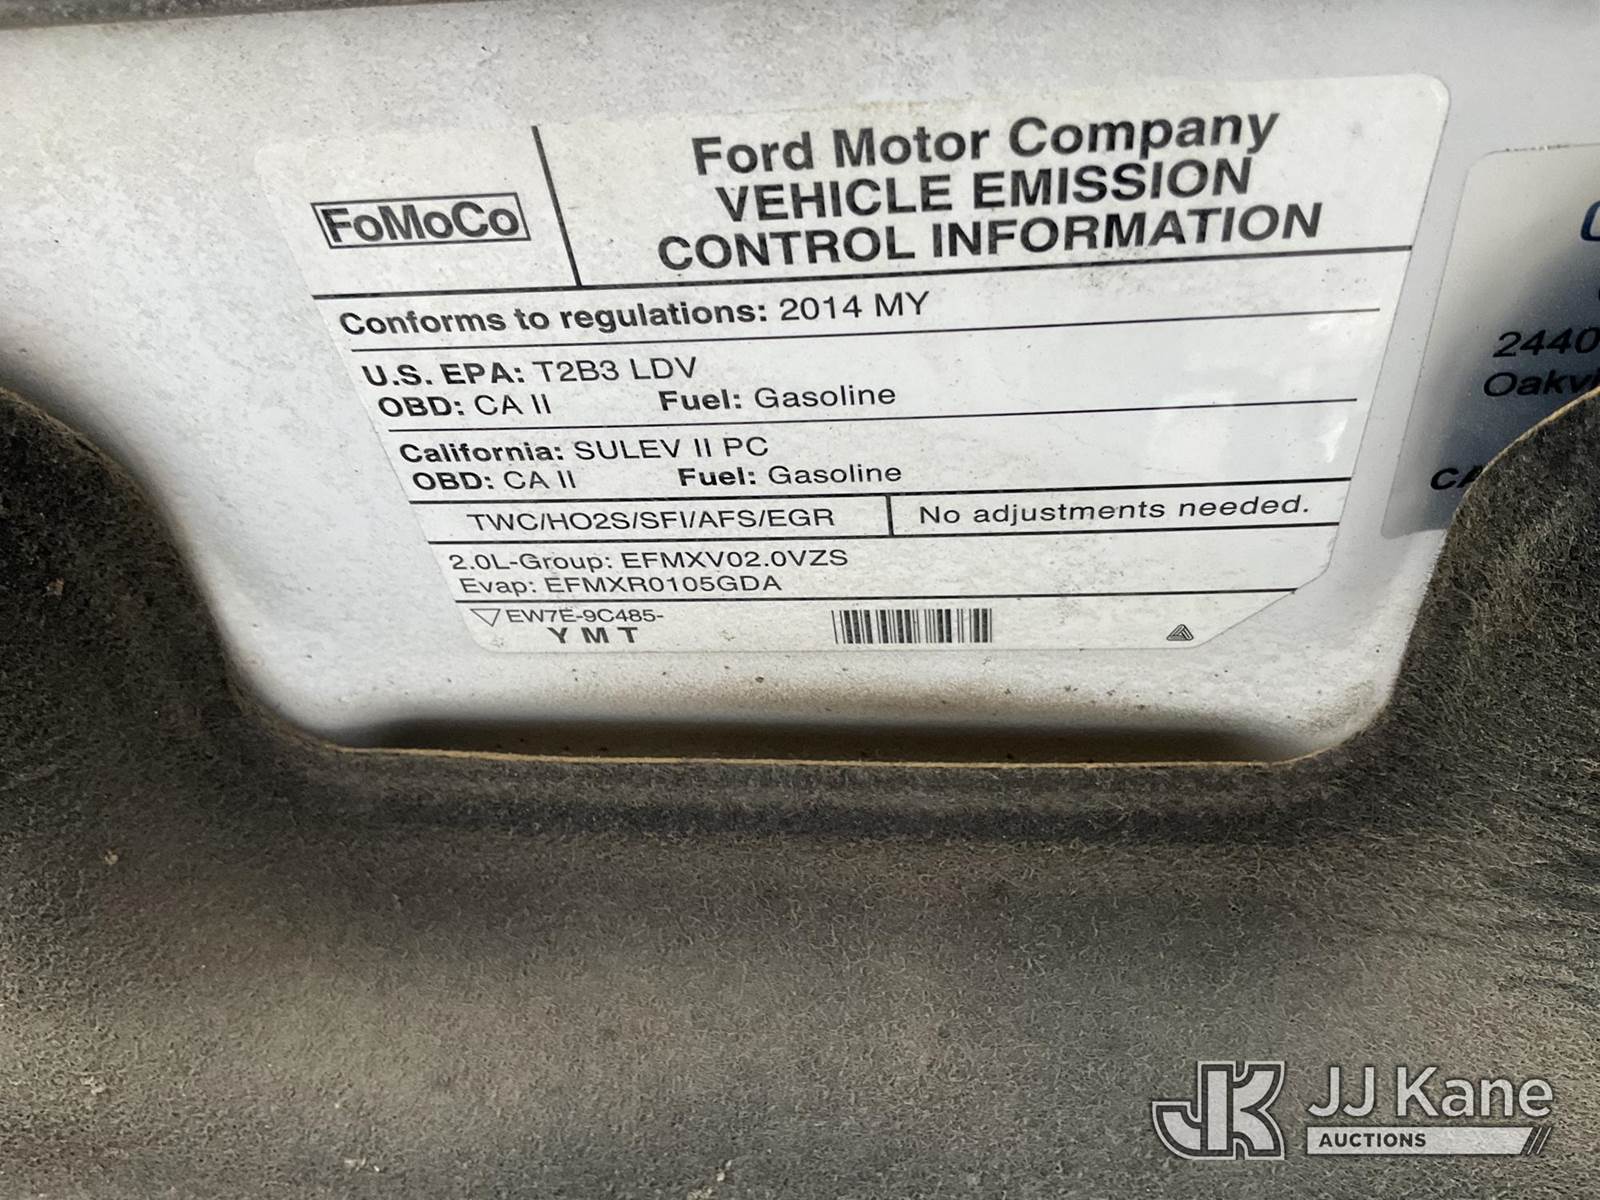 FoMoCo
Ford Motor Company
VEHICLE EMISSION
CONTROL INFORMATION
Conforms to regulations: 2014 MY
U.S. EPA: T2B3 LDV
OBD: CA II Fuel: Gasoline
California: SULEV II PC
OBD: CA II Fuel: Gasoline
TWC/HO2S/SFI/AFS/EGR No adjustments needed.
2.0L-Group: EFMXV02.0VZS
Evap: EFMXR0105GDA
EW7E-9C485-
Y M T
2440
JK JJ Kane
AUCTIONS